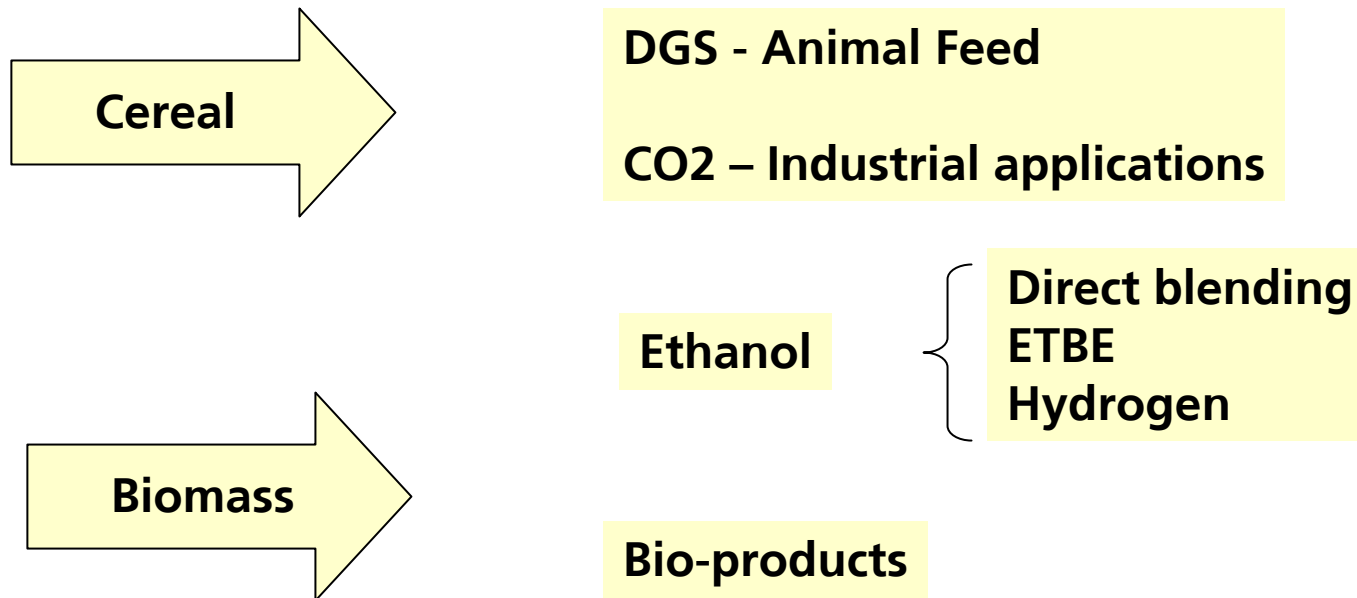 DGS - Animal Feed
Cereal
CO2 – Industrial applications
Direct blending
Ethanol
ETBE
Hydrogen
Biomass
Bio-products